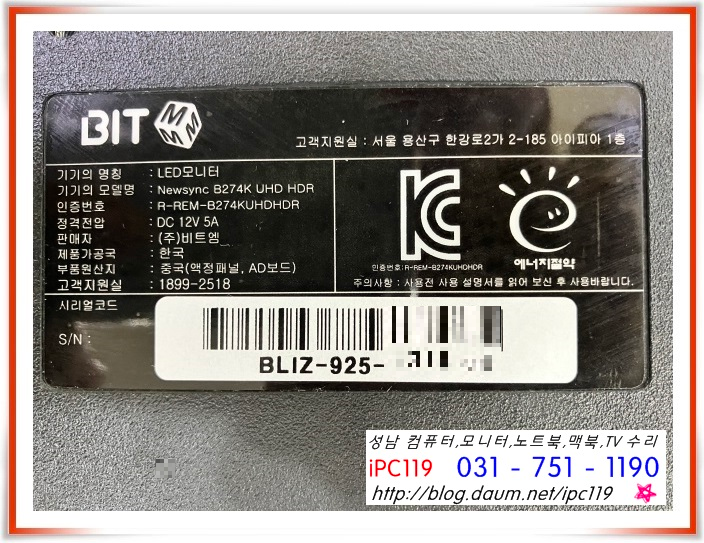 BIT MMM
고객지원실 : 서울 용산구 한강로2가 2-185 아이피아 1층
기기의 명칭 : LED모니터
기기의 모델명 : Newsync B274K UHD HDR
인증번호 : R-REM-B274KUHDHDR
정격전압 : DC 12V 5A
판매자 : (주)비트엠
제품가공국 : 한국
부품원산지 : 중국(액정패널, AD보드)
고객지원실 : 1899-2518
인증번호:R-REM-B274KUHDHDR
에너지절약
주의사항 : 사용전 사용 설명서를 읽어 보신 후 사용바랍니다.
시리얼코드
S/N :
BLIZ-925-
성남 컴퓨터,모니터,노트북,맥북,TV 수리
iPC119 031 - 751 - 1190
http://blog.daum.net/ipc119